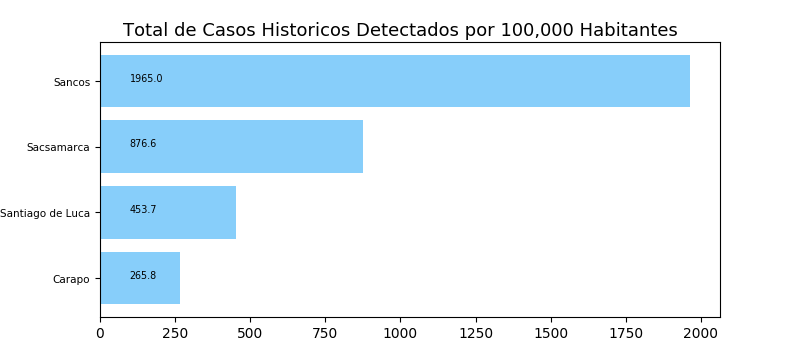 Total de Casos Historicos Detectados por 100,000 Habitantes
Sancos
1965.0
Sacsamarca
876.6
Santiago de Luca
453.7
Carapo
265.8
0 250 500 750 1000 1250 1500 1750 2000